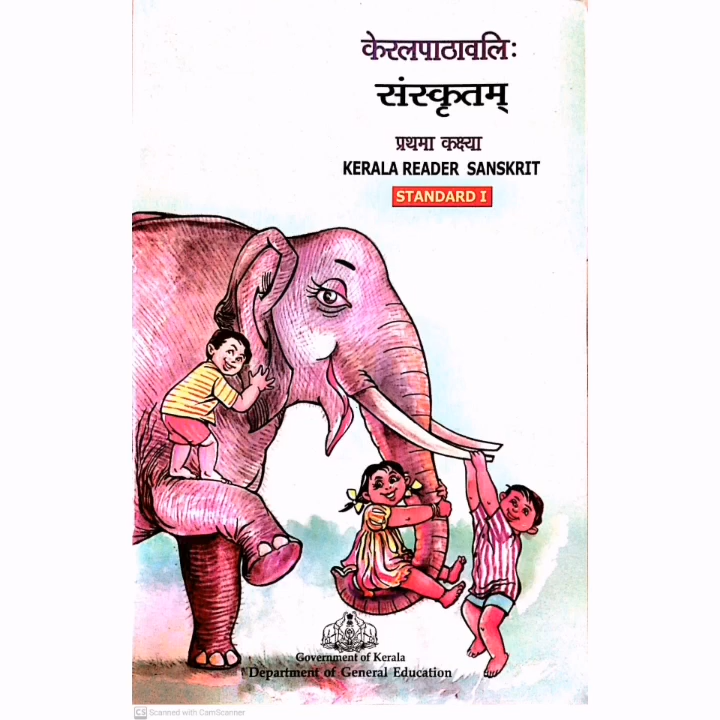 केरलपाठावलिः
संस्कृतम्
प्रथमा कक्ष्या
KERALA READER SANSKRIT
STANDARD I
Government of Kerala
Department of General Education
CS Scanned with CamScanner